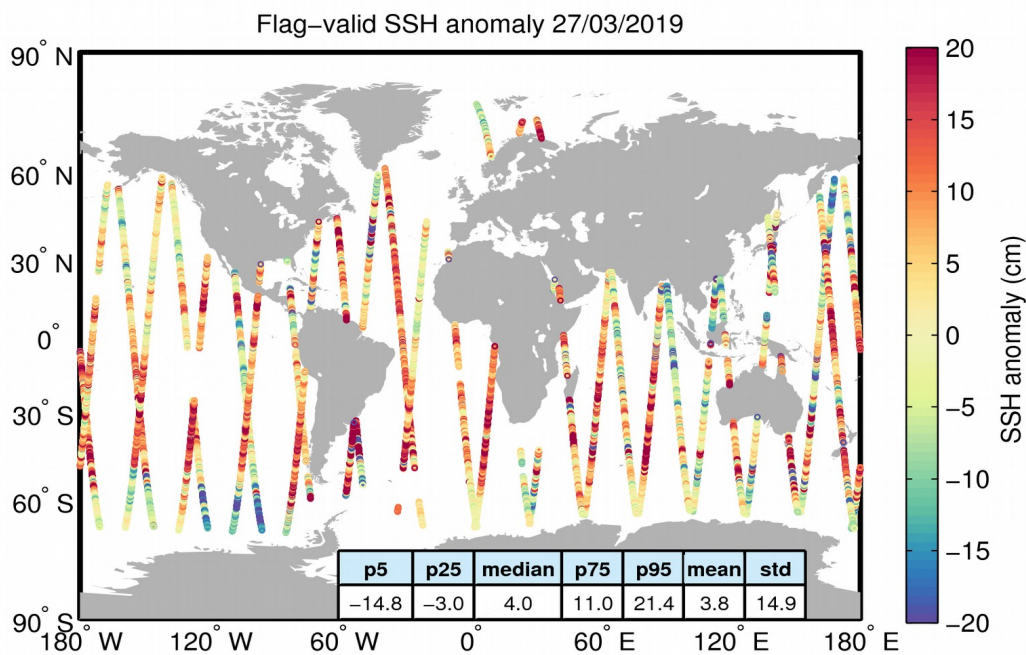 Flag−valid SSH anomaly 27/03/2019
90° N
60° N
30° N
0°
30° S
60° S
90° S
180° W
120° W
60° W
0°
60° E
120° E
180° E
p5 p25 median p75 p95 mean std
−14.8 −3.0 4.0 11.0 21.4 3.8 14.9
20
15
10
5
0
−5
−10
−15
−20
SSH anomaly (cm)